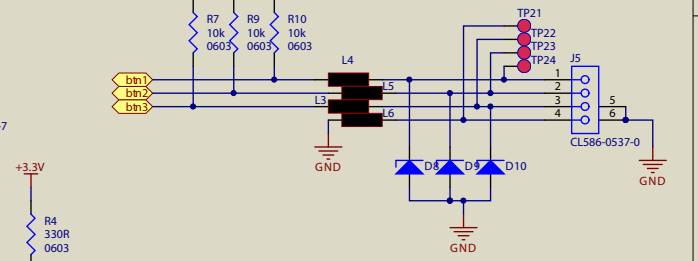 R7
10k
0603
R9
10k
0603
R10
10k
0603
TP21
TP22
TP23
TP24
L4
J5
btn1
btn2
btn3
L5
L3
L6
1
2
3
4
5
6
CL586-0537-0
-7
GND
D8
D9
D10
GND
+3.3V
GND
R4
330R
0603